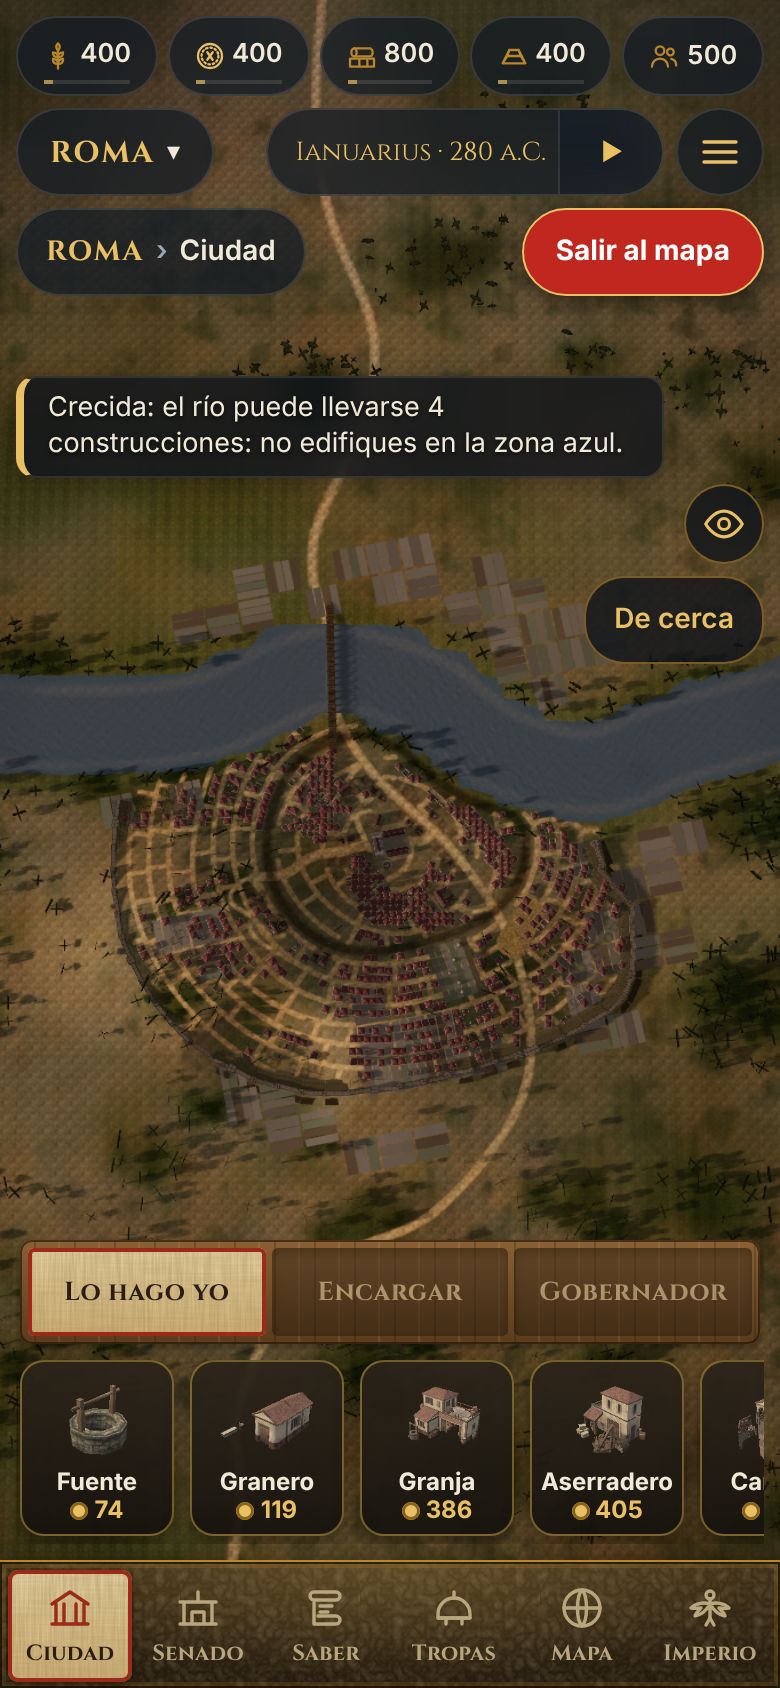 400
400
800
400
500
ROMA ▼
IANUARIUS · 280 A.C.
ROMA › Ciudad
Salir al mapa
Crecida: el río puede llevarse 4
construcciones: no edifiques en la zona azul.
De cerca
LO HAGO YO
ENCARGAR
GOBERNADOR
Fuente
74
Granero
119
Granja
386
Aserradero
405
CIUDAD
SENADO
SABER
TROPAS
MAPA
IMPERIO